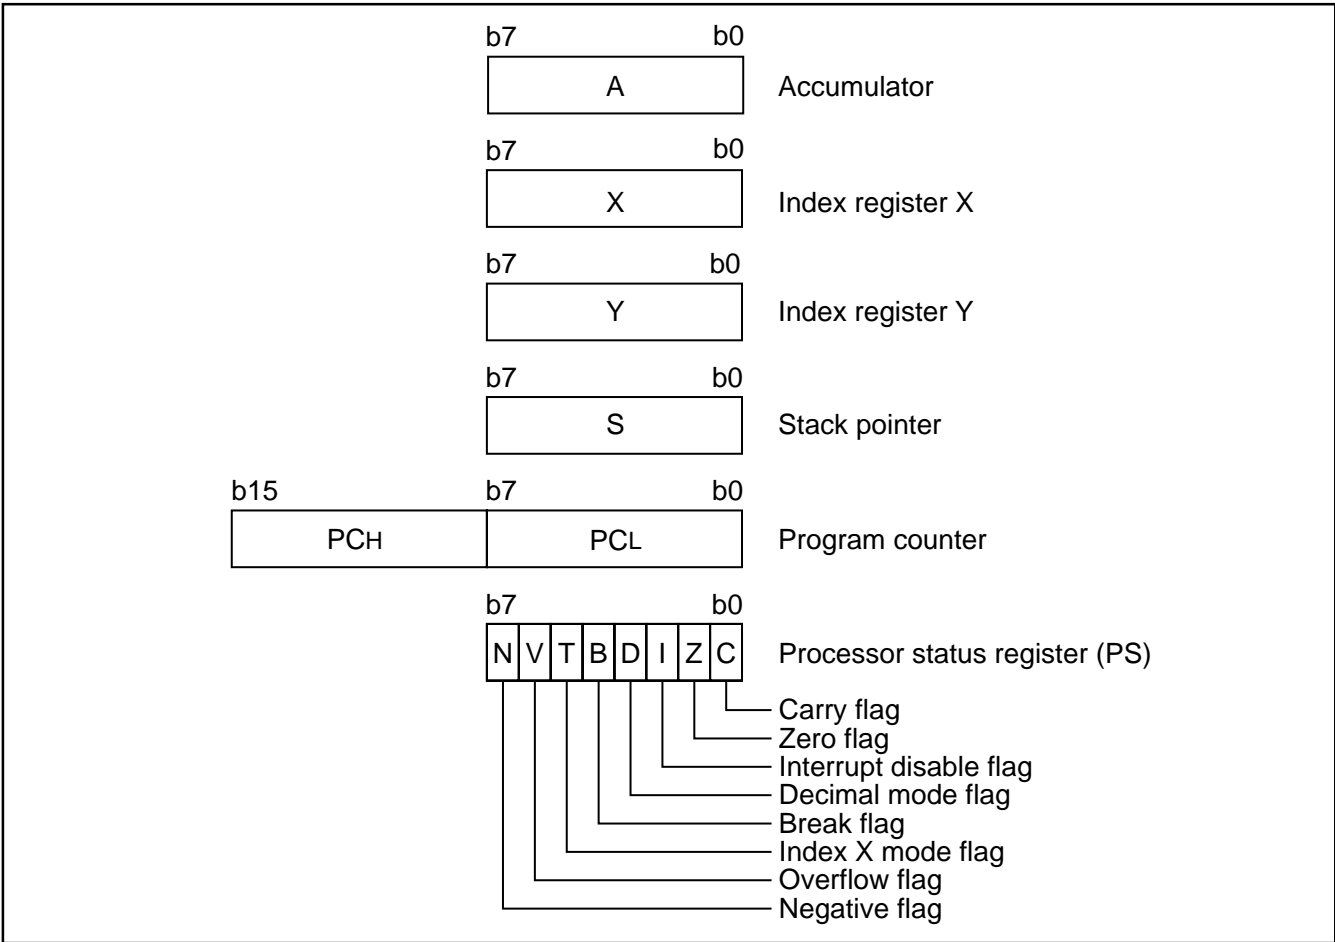 b7 b0
A Accumulator
b7 b0
X Index register X
b7 b0
Y Index register Y
b7 b0
S Stack pointer
b15 b7 b0
PCH PCL Program counter
b7 b0
N V T B D I Z C Processor status register (PS)
Carry flag
Zero flag
Interrupt disable flag
Decimal mode flag
Break flag
Index X mode flag
Overflow flag
Negative flag